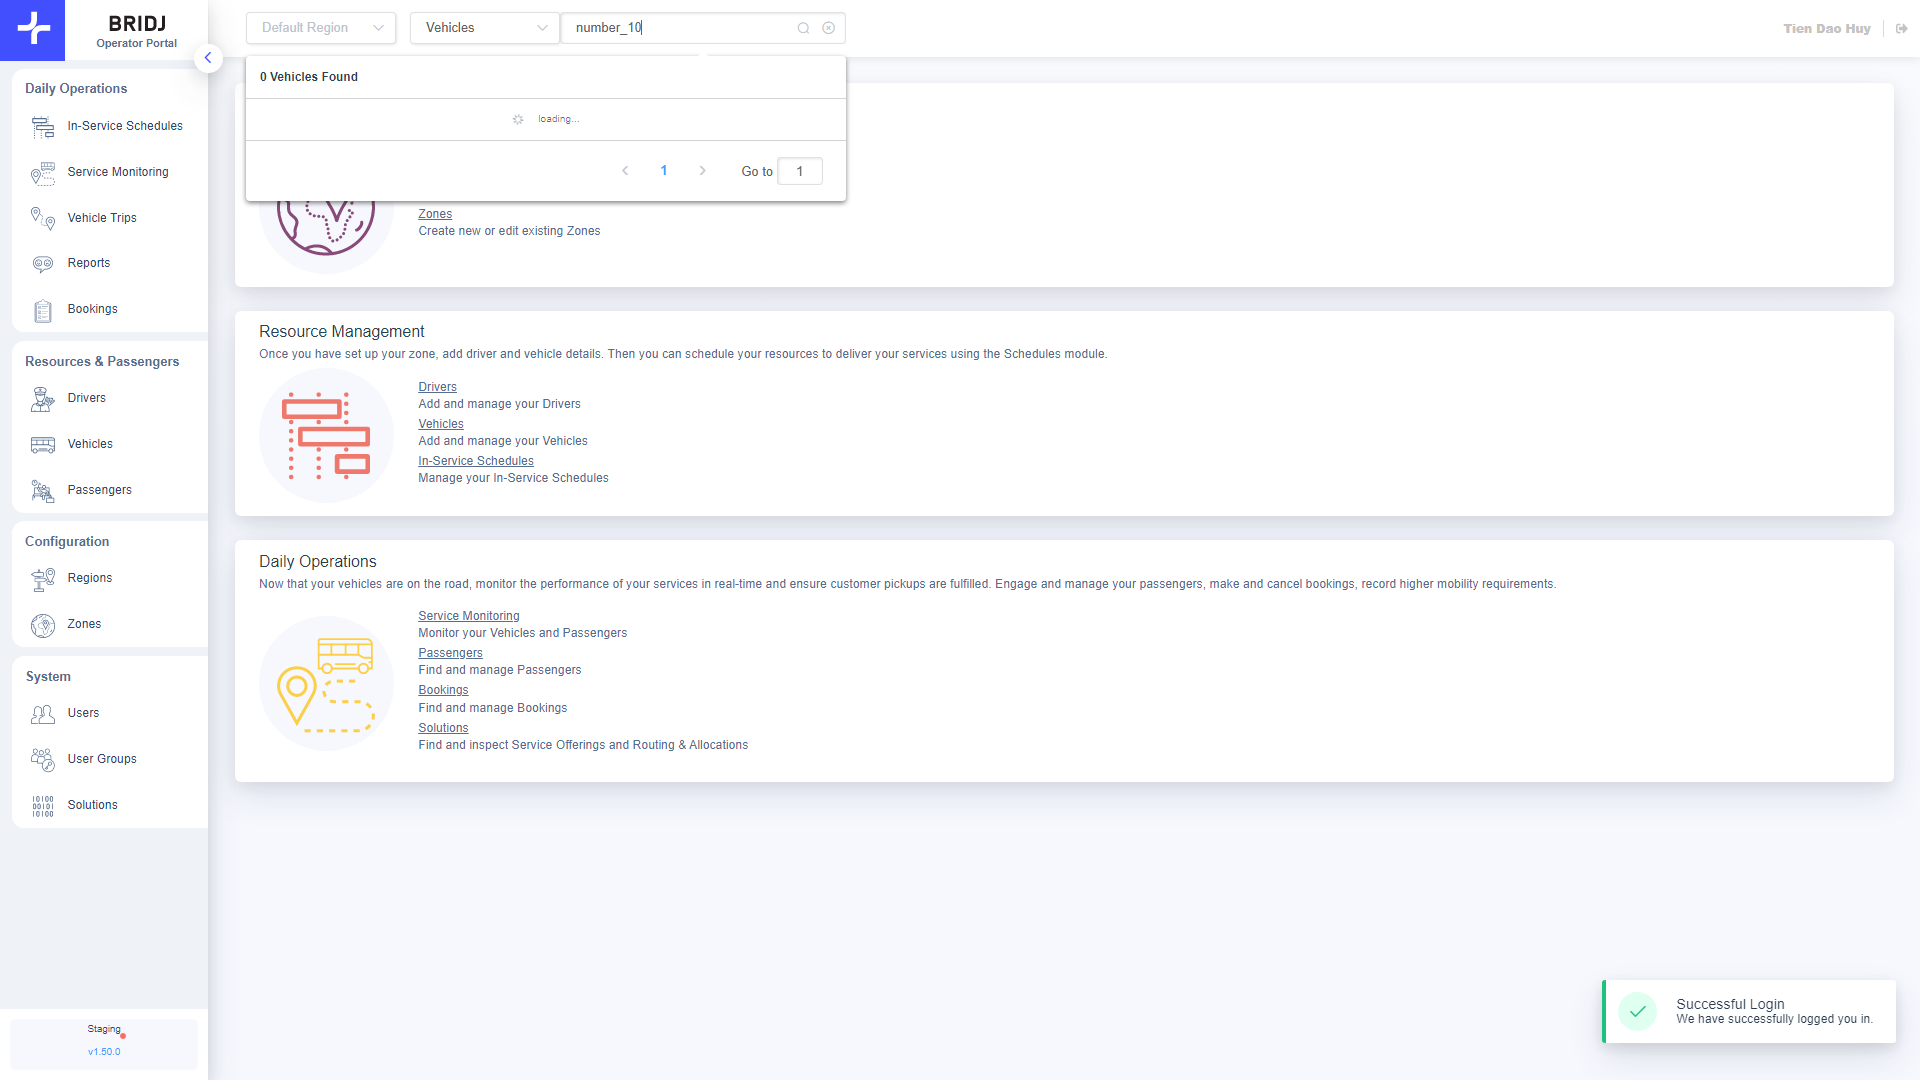 BRIDJ
Operator Portal
Default Region
Vehicles
number_10
Tien Dao Huy
0 Vehicles Found
loading...
1
Go to
1
Daily Operations
In-Service Schedules
Service Monitoring
Vehicle Trips
Reports
Bookings
Resources & Passengers
Drivers
Vehicles
Passengers
Configuration
Regions
Zones
System
Users
User Groups
10100
00101
10100
Solutions
Staging
v1.50.0
Zones
Create new or edit existing Zones
Resource Management
Once you have set up your zone, add driver and vehicle details. Then you can schedule your resources to deliver your services using the Schedules module.
Drivers
Add and manage your Drivers
Vehicles
Add and manage your Vehicles
In-Service Schedules
Manage your In-Service Schedules
Daily Operations
Now that your vehicles are on the road, monitor the performance of your services in real-time and ensure customer pickups are fulfilled. Engage and manage your passengers, make and cancel bookings, record higher mobility requirements.
Service Monitoring
Monitor your Vehicles and Passengers
Passengers
Find and manage Passengers
Bookings
Find and manage Bookings
Solutions
Find and inspect Service Offerings and Routing & Allocations
Successful Login
We have successfully logged you in.